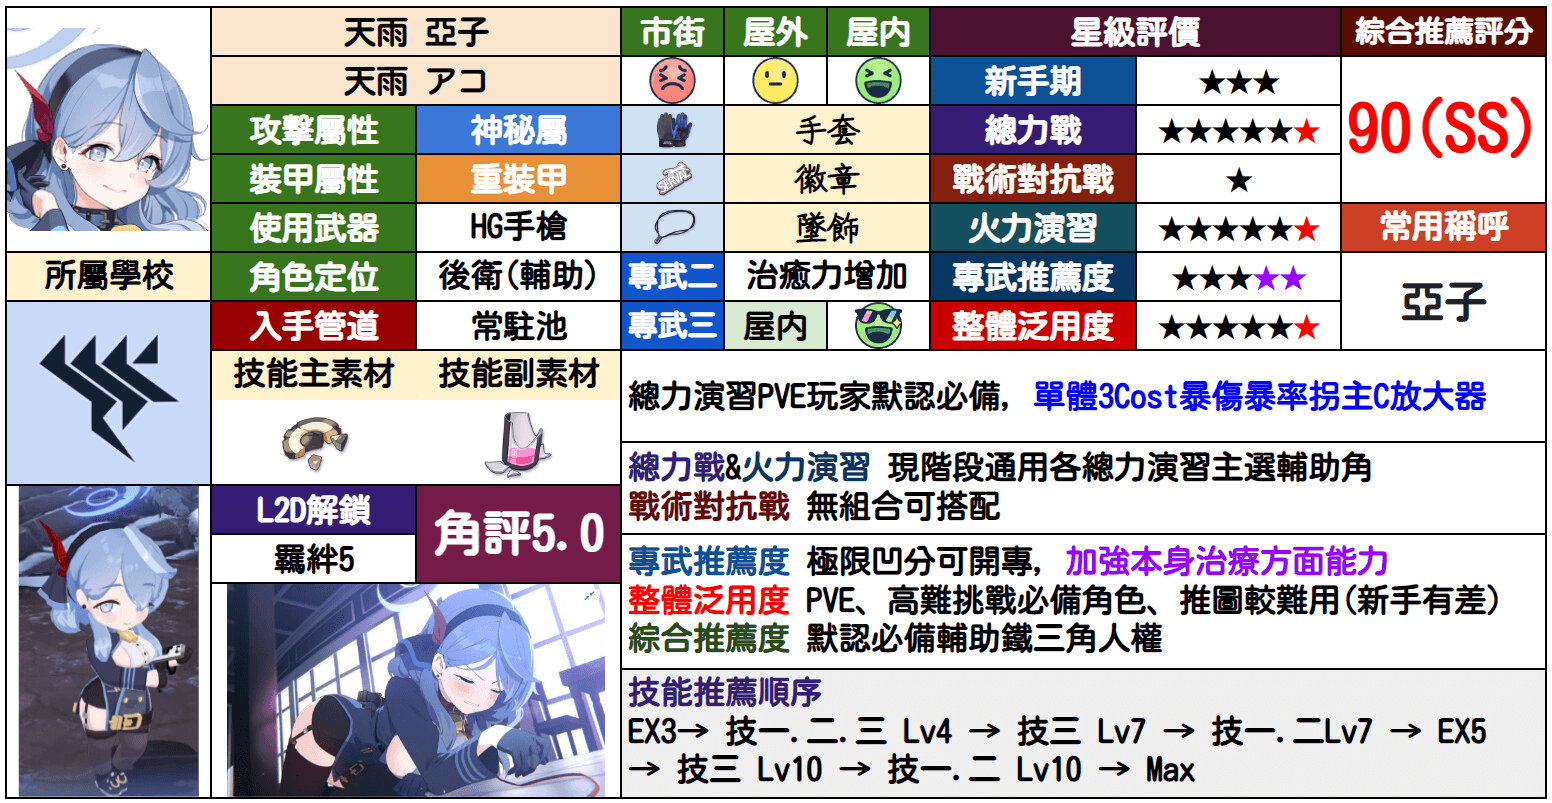 天雨 亞子
市街
屋外
屋内
星級評價
綜合推薦評分
天雨 アコ
新手期
★★★
90(SS)
攻擊屬性
神秘屬
手套
總力戰
★★★★★★
裝甲屬性
重裝甲
SERVAL
徽章
戰術對抗戰
★
使用武器
HG手槍
墜飾
火力演習
★★★★★★
常用稱呼
所屬學校
角色定位
後衛(輔助)
專武二
治癒力增加
專武推薦度
★★★★★
亞子
入手管道
常駐池
專武三
屋内
整體泛用度
★★★★★★
技能主素材
技能副素材
總力演習PVE玩家默認必備, 單體3Cost暴傷暴率拐主C放大器
總力戰&火力演習 現階段通用各總力演習主選輔助角
戰術對抗戰 無組合可搭配
L2D解鎖
角評5.0
羈絆5
專武推薦度 極限凹分可開專, 加強本身治療方面能力
整體泛用度 PVE、高難挑戰必備角色、推圖較難用(新手有差)
綜合推薦度 默認必備輔助鐵三角人權
技能推薦順序
EX3→ 技一.二.三 Lv4 → 技三 Lv7 → 技一.二Lv7 → EX5
→ 技三 Lv10 → 技一.二 Lv10 → Max